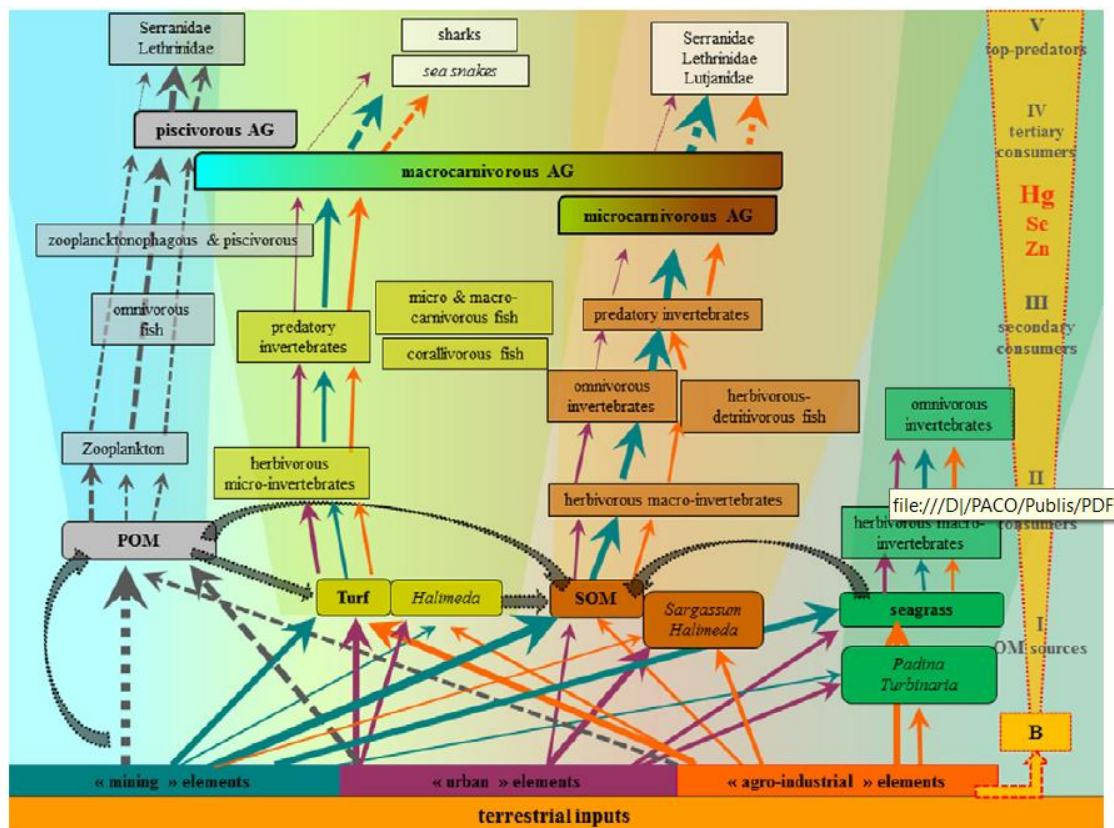 Serranidae
Lethrinidae
sharks
sea snakes
Serranidae
Lethrinidae
Lutjanidae
V
top-predators
piscivorous AG
IV
tertiary
consumers
macrocarnivorous AG
microcarnivorous AG
Hg
Se
Zn
zooplancktonophagous & piscivorous
omnivorous
fish
micro & macro-
carnivorous fish
corallivorous fish
predatory
invertebrates
predatory invertebrates
III
secondary
consumers
omnivorous
invertebrates
herbivorous-
detritivorous fish
omnivorous
invertebrates
Zooplankton
herbivorous
micro-invertebrates
herbivorous macro-invertebrates
II
file:///D|/PACO/Publis/PDF
consumers
herbivorous macro-
invertebrates
POM
Turf
Halimeda
SOM
Sargassum
Halimeda
seagrass
I
OM sources
Padina
Turbinaria
B
« mining » elements
« urban » elements
« agro-industrial » elements
terrestrial inputs